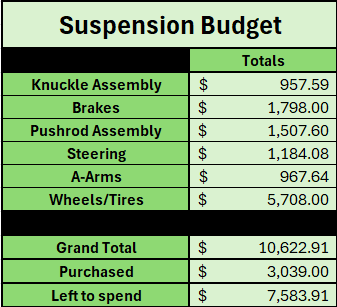 Suspension Budget
Totals
Knuckle Assembly $ 957.59
Brakes $ 1,798.00
Pushrod Assembly $ 1,507.60
Steering $ 1,184.08
A-Arms $ 967.64
Wheels/Tires $ 5,708.00
Grand Total $ 10,622.91
Purchased $ 3,039.00
Left to spend $ 7,583.91